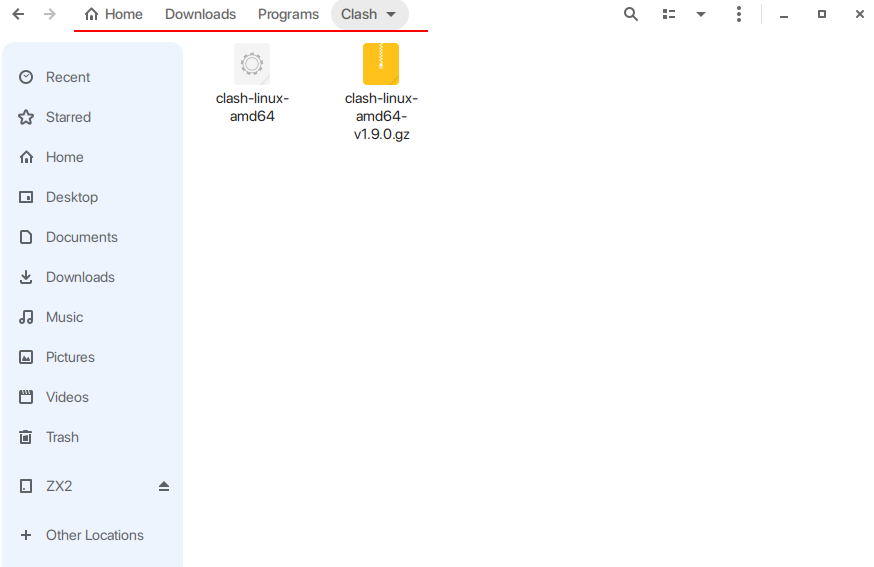 Home Downloads Programs Clash
Recent
Starred
Home
Desktop
Documents
Downloads
Music
Pictures
Videos
Trash
ZX2
Other Locations
clash-linux-
amd64
clash-linux-
amd64-
v1.9.0.gz